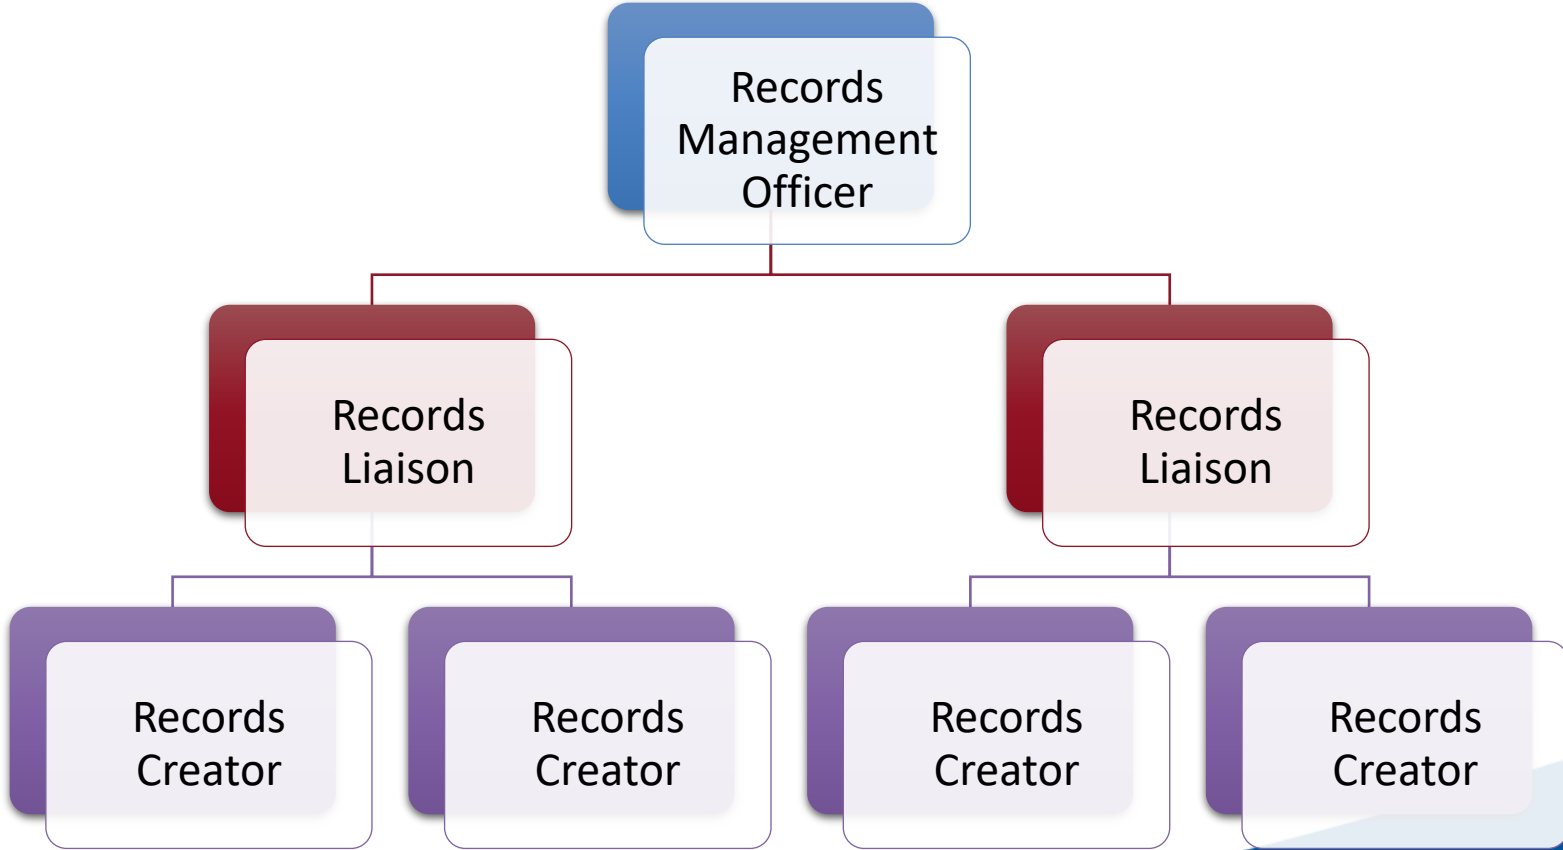 Records
Management
Officer
Records
Liaison
Records
Liaison
Records
Creator
Records
Creator
Records
Creator
Records
Creator